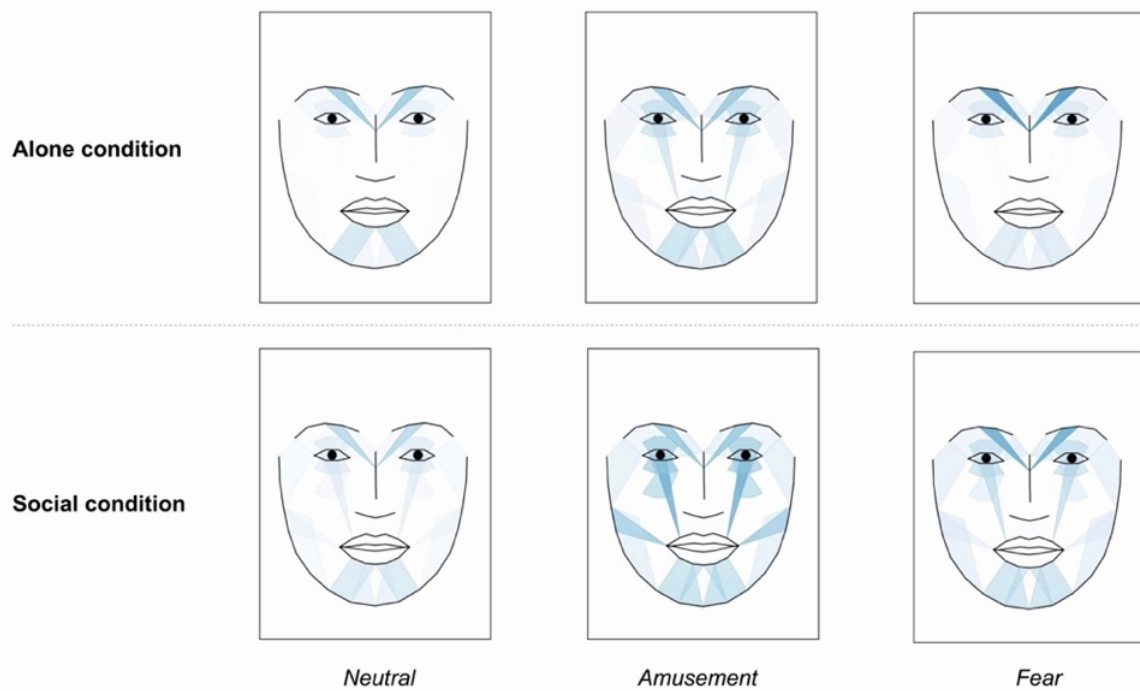 Alone condition
Social condition
Neutral
Amusement
Fear